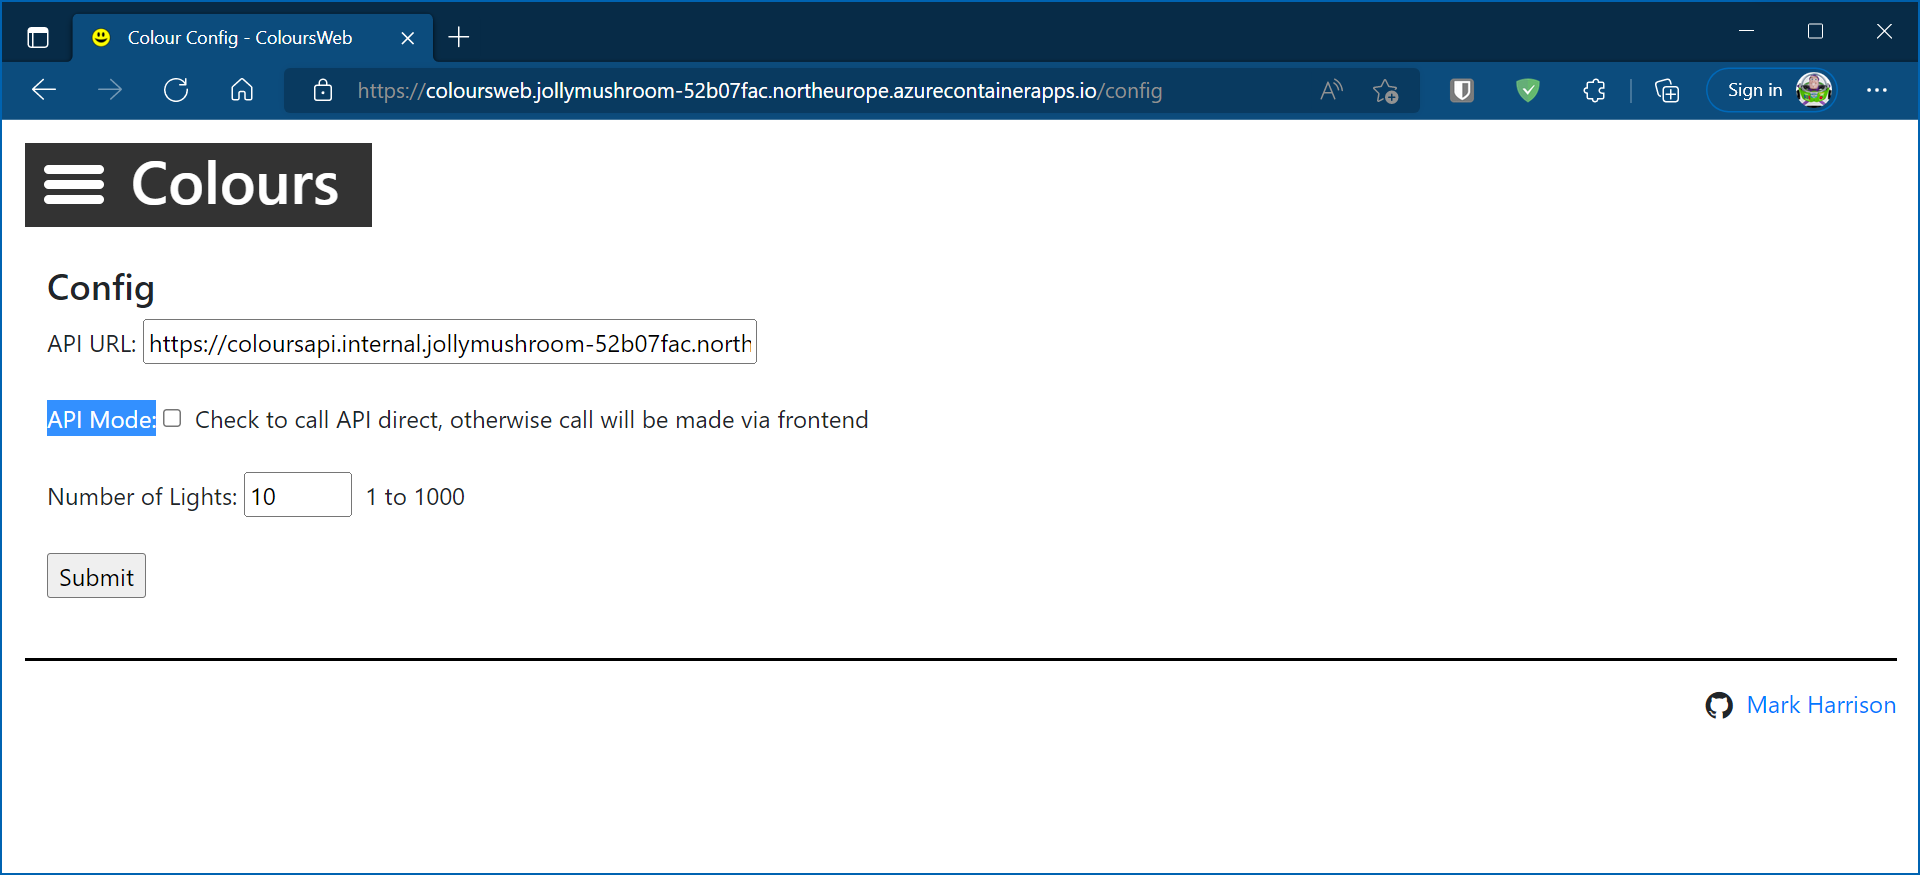 Colour Config - ColoursWeb
https://coloursweb.jollymushroom-52b07fac.northeurope.azurecontainerapps.io/config
Sign in
Colours
Config
API URL: https://coloursapi.internal.jollymushroom-52b07fac.north
API Mode: Check to call API direct, otherwise call will be made via frontend
Number of Lights: 10 1 to 1000
Submit
Mark Harrison